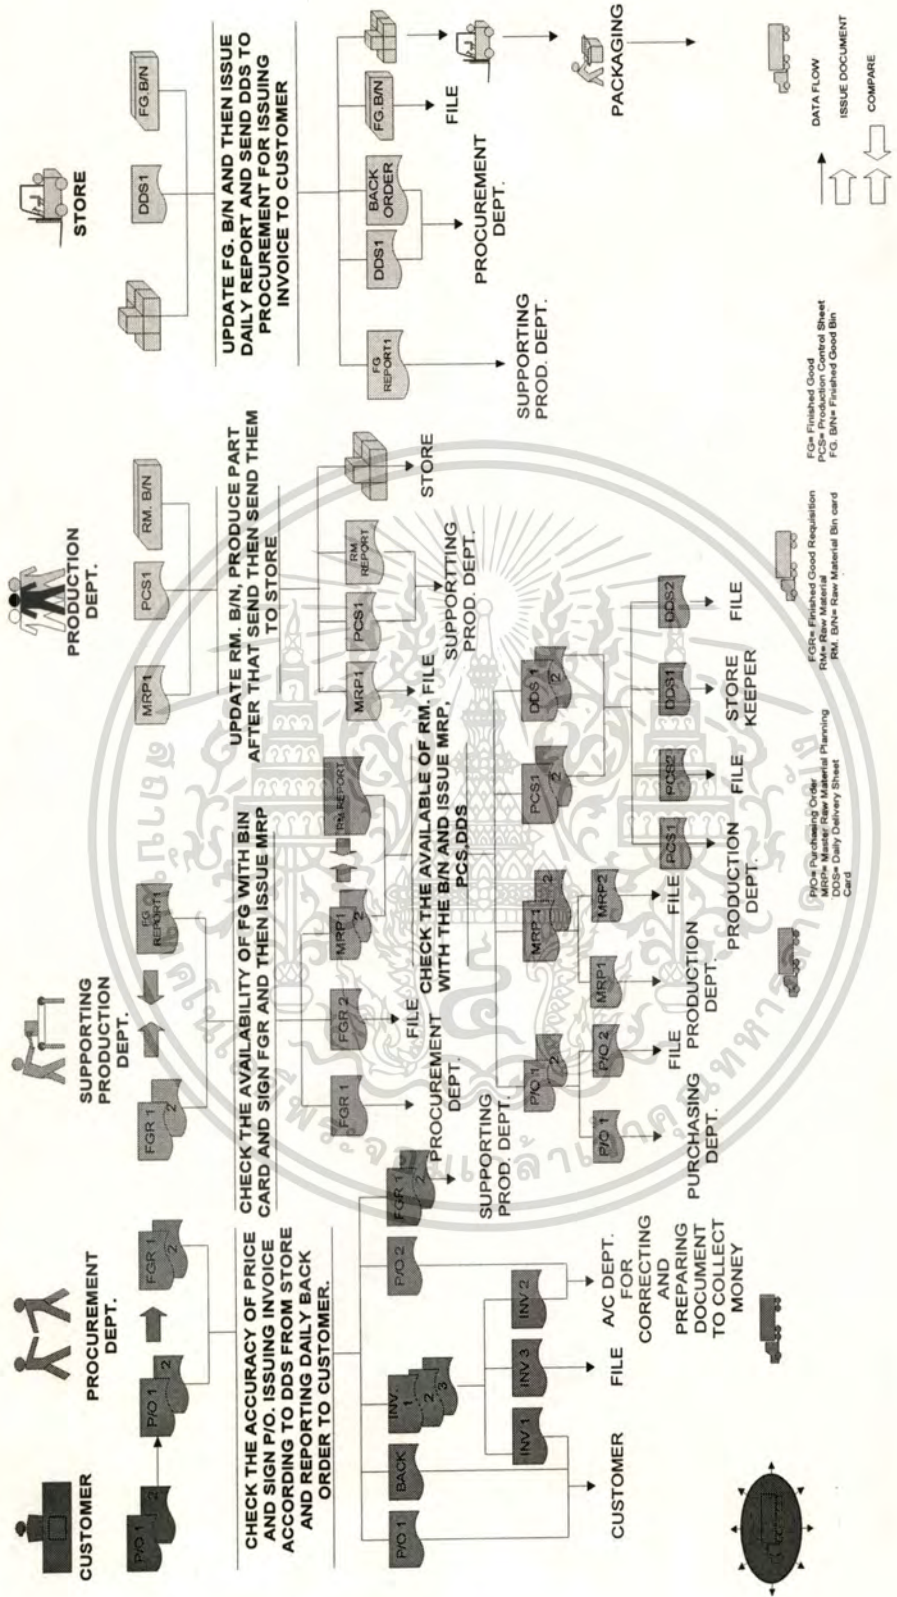 CUSTOMER
P/O 1
2
PROCUREMENT
DEPT.
P/O 1
2
FGR 1
2
CHECK THE ACCURACY OF PRICE
AND SIGN P/O. ISSUING INVOICE
ACCORDING TO DDS FROM STORE
AND REPORTING DAILY BACK
ORDER TO CUSTOMER.
P/O 1
BACK
INV.
1
2
3
P/O 2
FGR 1
2
INV 1
INV 3
INV 2
CUSTOMER
FILE
A/C DEPT.
FOR
CORRECTING
AND
PREPARING
DOCUMENT
TO COLLECT
MONEY
SUPPORTING
PROD. DEPT.
SUPPORTING
PRODUCTION
DEPT.
FGR 1
2
FG
REPORT1
CHECK THE AVAILABILITY OF FG WITH BIN
CARD AND SIGN FGR AND THEN ISSUE MRP
FGR 1
FGR 2
MRP1
2
RM REPORT
PROCUREMENT
DEPT.
FILE
CHECK THE AVAILABLE OF RM.
WITH THE B/N AND ISSUE MRP,
PCS,DDS
P/O 1
2
MRP 1
2
PCS1
2
DDS 1
2
P/O 1
P/O 2
MRP1
MRP2
PCS1
PCS2
DDS1
DDS2
PURCHASING
DEPT.
FILE
PRODUCTION
DEPT.
FILE
PRODUCTION
DEPT.
FILE
STORE
KEEPER
FILE
PRODUCTION
DEPT.
MRP1
PCS1
RM. B/N
UPDATE RM. B/N, PRODUCE PART
AFTER THAT SEND THEN SEND THEM
TO STORE
MRP1
PCS1
RM
REPORT
FILE
SUPPORTTING
PROD. DEPT.
STORE
STORE
DDS1
FG.B/N
UPDATE FG. B/N AND THEN ISSUE
DAILY REPORT AND SEND DDS TO
PROCUREMENT FOR ISSUING
INVOICE TO CUSTOMER
FG
REPORT1
DDS1
BACK
ORDER
FG.B/N
SUPPORTING
PROD. DEPT.
PROCUREMENT
DEPT.
FILE
PACKAGING
P/O= Purchasing Order
MRP= Master Raw Material Planning
DDS= Daily Delivery Sheet
Card
FGR= Finished Good Requisition
RM= Raw Material
RM. B/N= Raw Material Bin card
FG= Finished Good
PCS= Production Control Sheet
FG. B/N= Finished Good Bin
DATA FLOW
ISSUE DOCUMENT
COMPARE